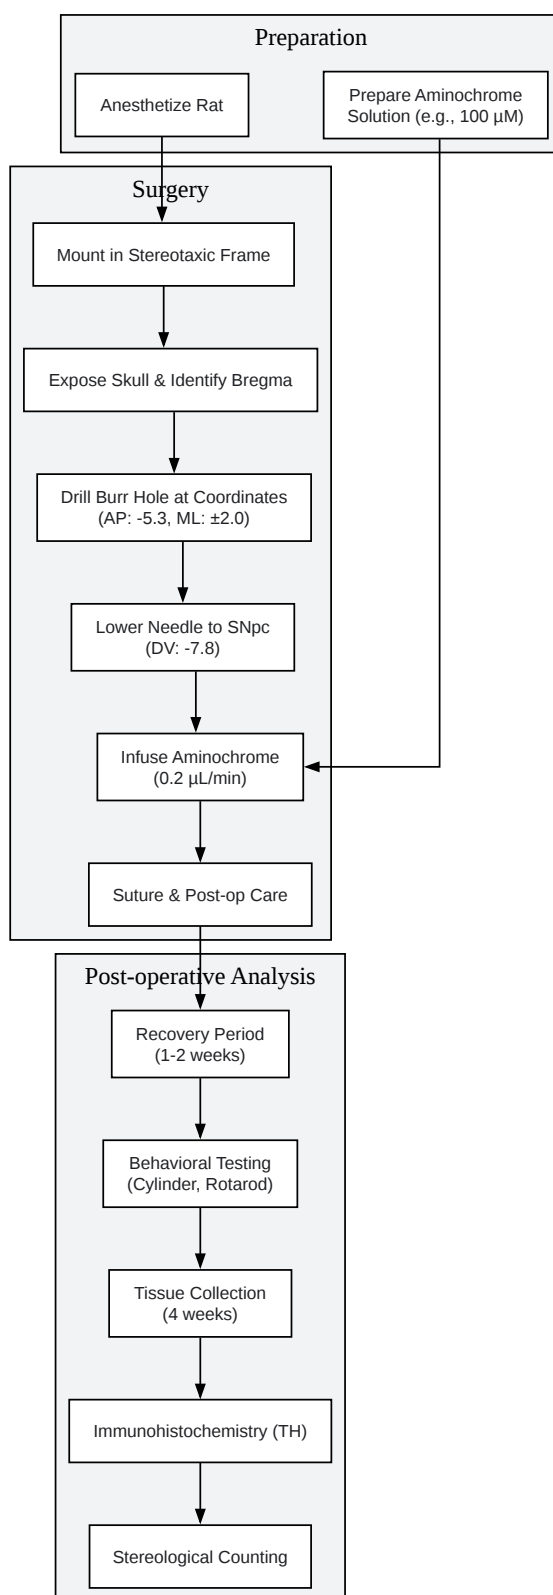 Preparation
Anesthetize Rat
Prepare Aminochrome
Solution (e.g., 100 µM)
Surgery
Mount in Stereotaxic Frame
Expose Skull & Identify Bregma
Drill Burr Hole at Coordinates
(AP: -5.3, ML: ±2.0)
Lower Needle to SNpc
(DV: -7.8)
Infuse Aminochrome
(0.2 µL/min)
Suture & Post-op Care
Post-operative Analysis
Recovery Period
(1-2 weeks)
Behavioral Testing
(Cylinder, Rotarod)
Tissue Collection
(4 weeks)
Immunohistochemistry (TH)
Stereological Counting